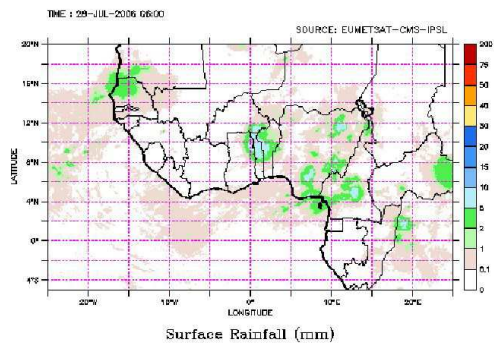 TIME : 29-JUL-2006 06:00
SOURCE: EUMETSAT-CMS-IPSL
20°N
16°N
12°N
8°N
4°N
0°
4°S
LATITUDE
20°W
10°W
0°
10°E
20°E
LONGITUDE
200
75
50
40
30
20
15
10
5
2
1
0.1
0
Surface Rainfall (mm)